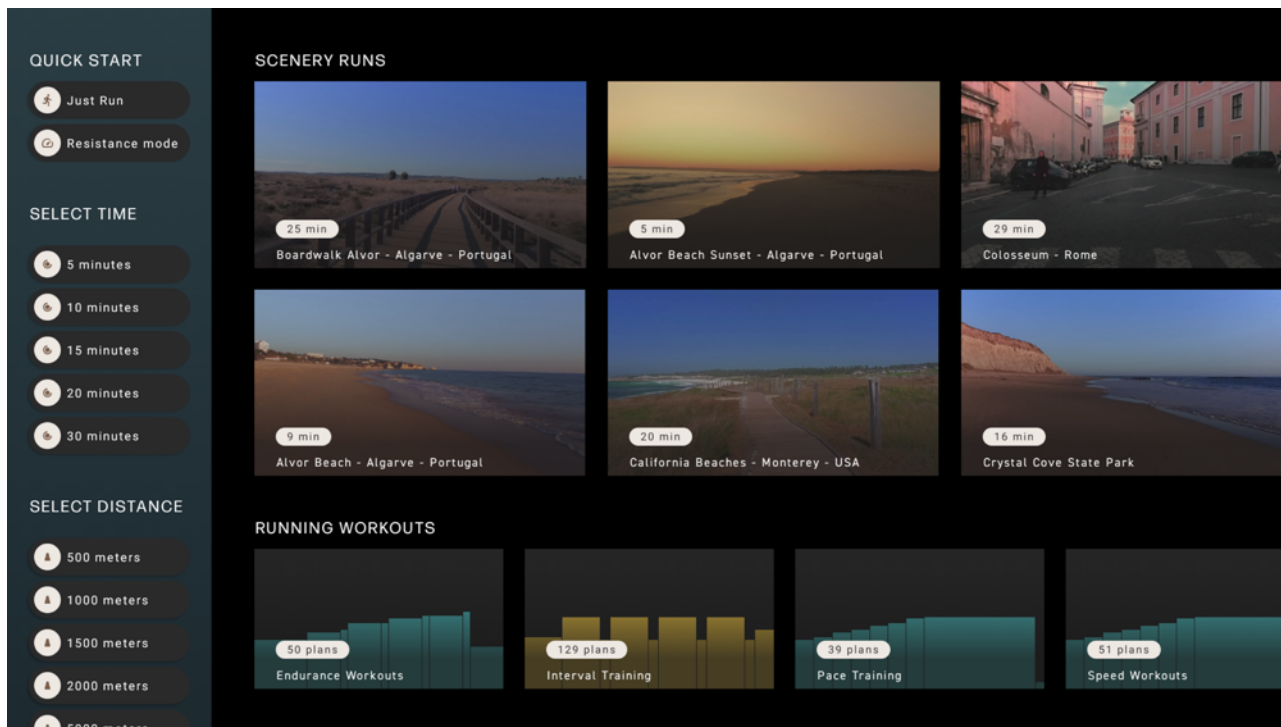 QUICK START
Just Run
Resistance mode
SELECT TIME
5 minutes
10 minutes
15 minutes
20 minutes
30 minutes
SELECT DISTANCE
500 meters
1000 meters
1500 meters
2000 meters
SCENERY RUNS
25 min
Boardwalk Alvor - Algarve - Portugal
5 min
Alvor Beach Sunset - Algarve - Portugal
29 min
Colosseum - Rome
9 min
Alvor Beach - Algarve - Portugal
20 min
California Beaches - Monterey - USA
16 min
Crystal Cove State Park
RUNNING WORKOUTS
50 plans
Endurance Workouts
129 plans
Interval Training
39 plans
Pace Training
51 plans
Speed Workouts